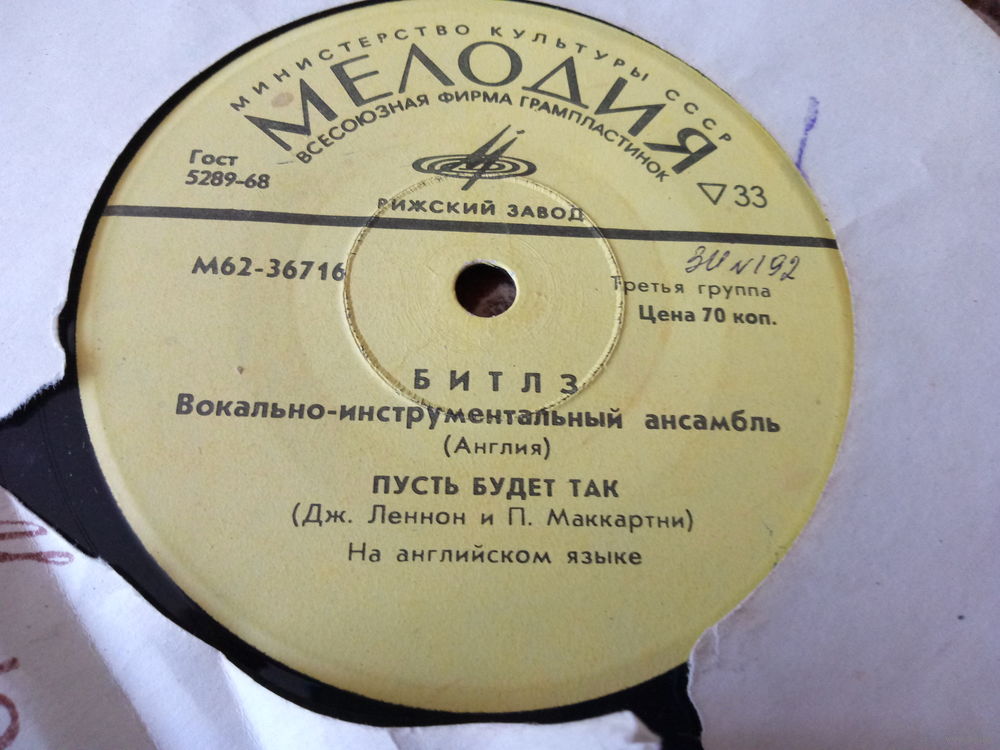 МИНИСТЕРСТВО КУЛЬТУРЫ СССР
МЕЛОДИЯ
ВСЕСОЮЗНАЯ ФИРМА ГРАМПЛАСТИНОК
Гост
5289-68
33
РИЖСКИЙ ЗАВОД
М62-36716
Третья группа
Цена 70 коп.
БИТЛЗ
Вокально-инструментальный ансамбль
(Англия)
ПУСТЬ БУДЕТ ТАК
(Дж. Леннон и П. Маккартни)
На английском языке